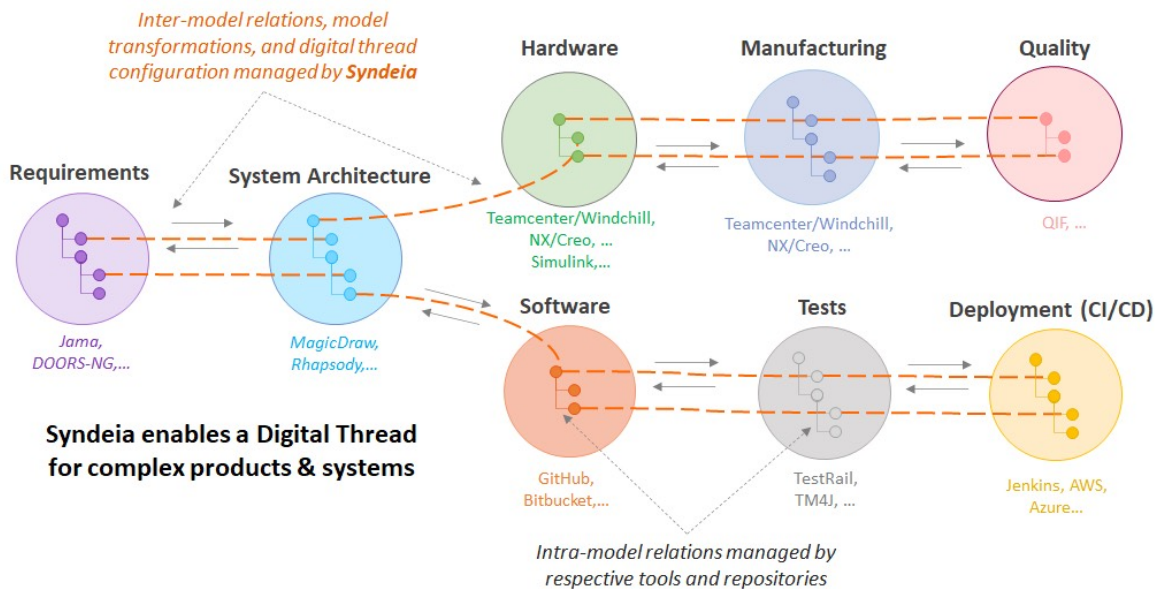 Inter-model relations, model
transformations, and digital thread
configuration managed by Syndeia
Hardware
Manufacturing
Quality
Requirements
System Architecture
Teamcenter/Windchill,
NX/Creo, ...
Simulink,...
Teamcenter/Windchill,
NX/Creo, ...
QIF, ...
Jama,
DOORS-NG,...
MagicDraw,
Rhapsody,...
Software
Tests
Deployment (CI/CD)
Syndeia enables a Digital Thread
for complex products & systems
GitHub,
Bitbucket,...
TestRail,
TM4J, ...
Jenkins, AWS,
Azure...
Intra-model relations managed by
respective tools and repositories